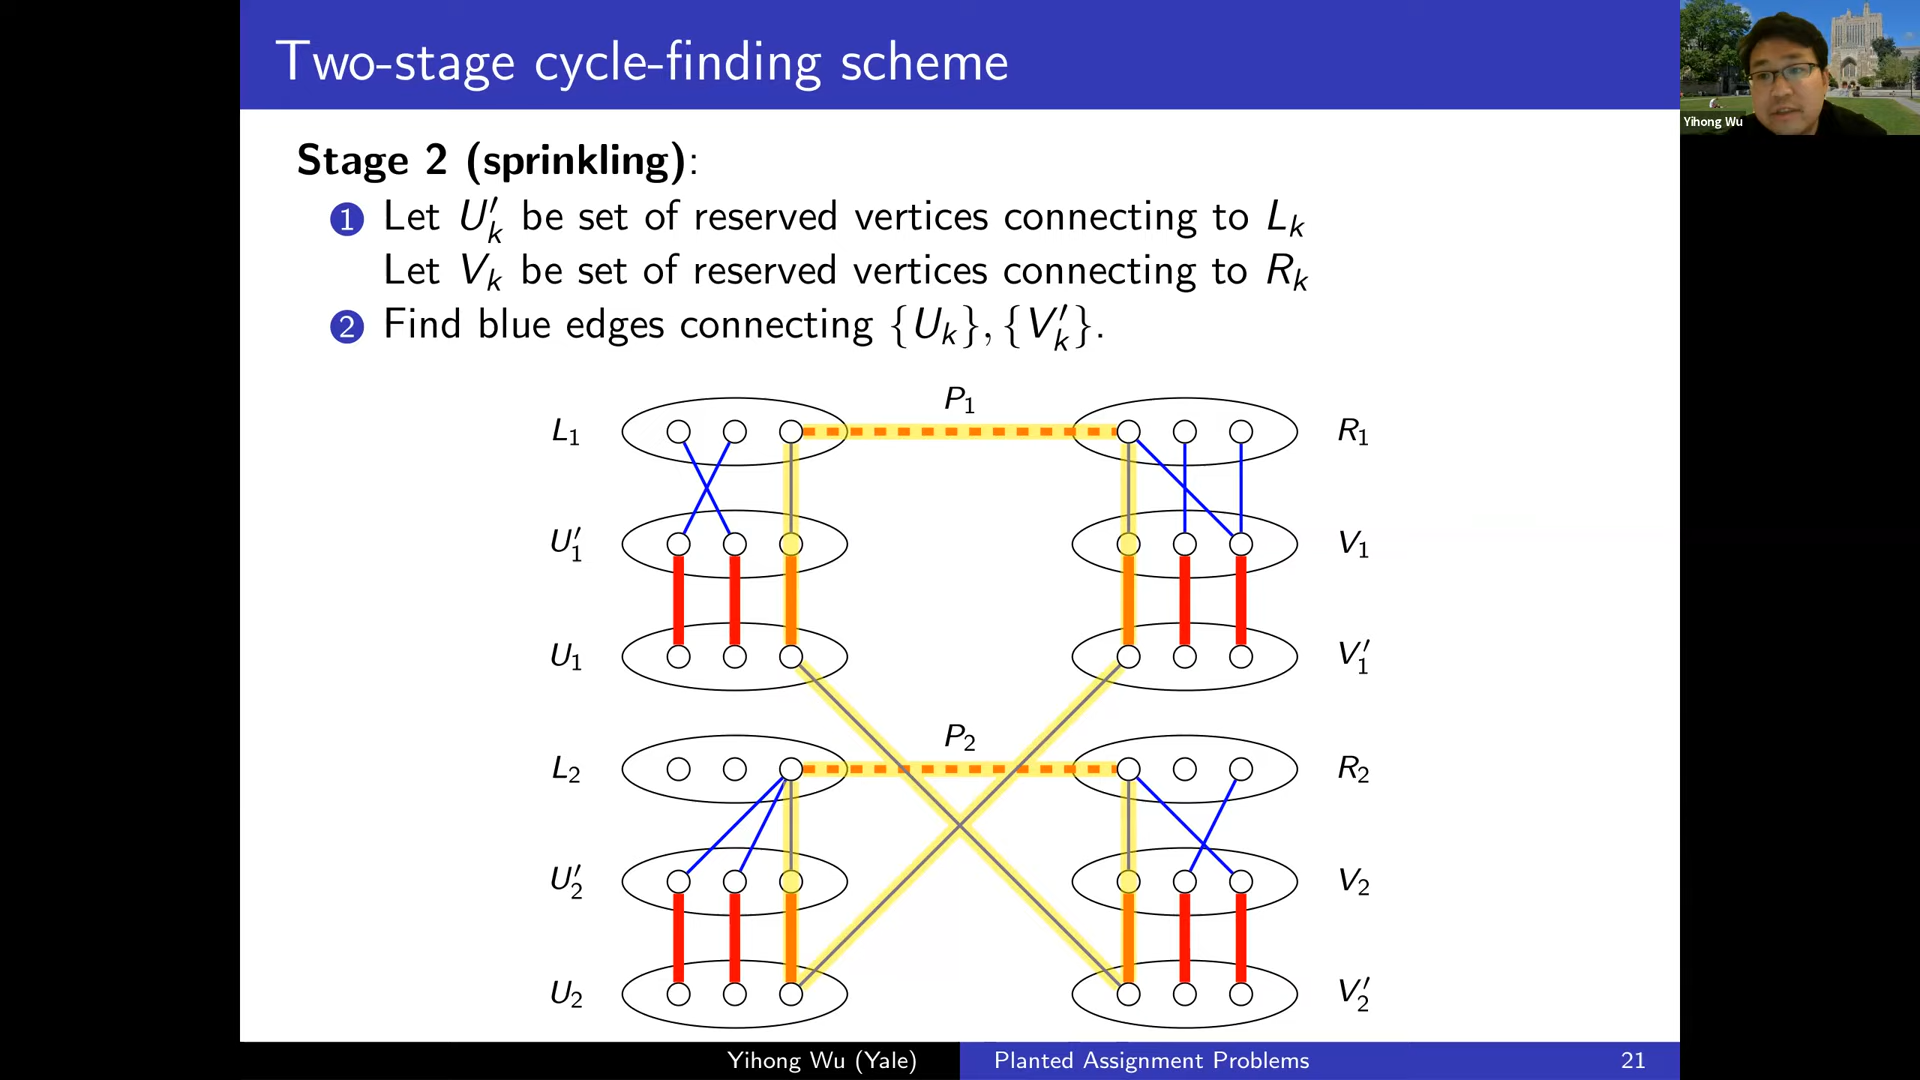 Two-stage cycle-finding scheme
Yihong Wu
Stage 2 (sprinkling):
1 Let U′ₖ be set of reserved vertices connecting to Lₖ
Let Vₖ be set of reserved vertices connecting to Rₖ
2 Find blue edges connecting {Uₖ}, {V′ₖ}.
P₁
L₁ R₁
U′₁ V₁
U₁ V′₁
P₂
L₂ R₂
U′₂ V₂
U₂ V′₂
Yihong Wu (Yale) Planted Assignment Problems 21